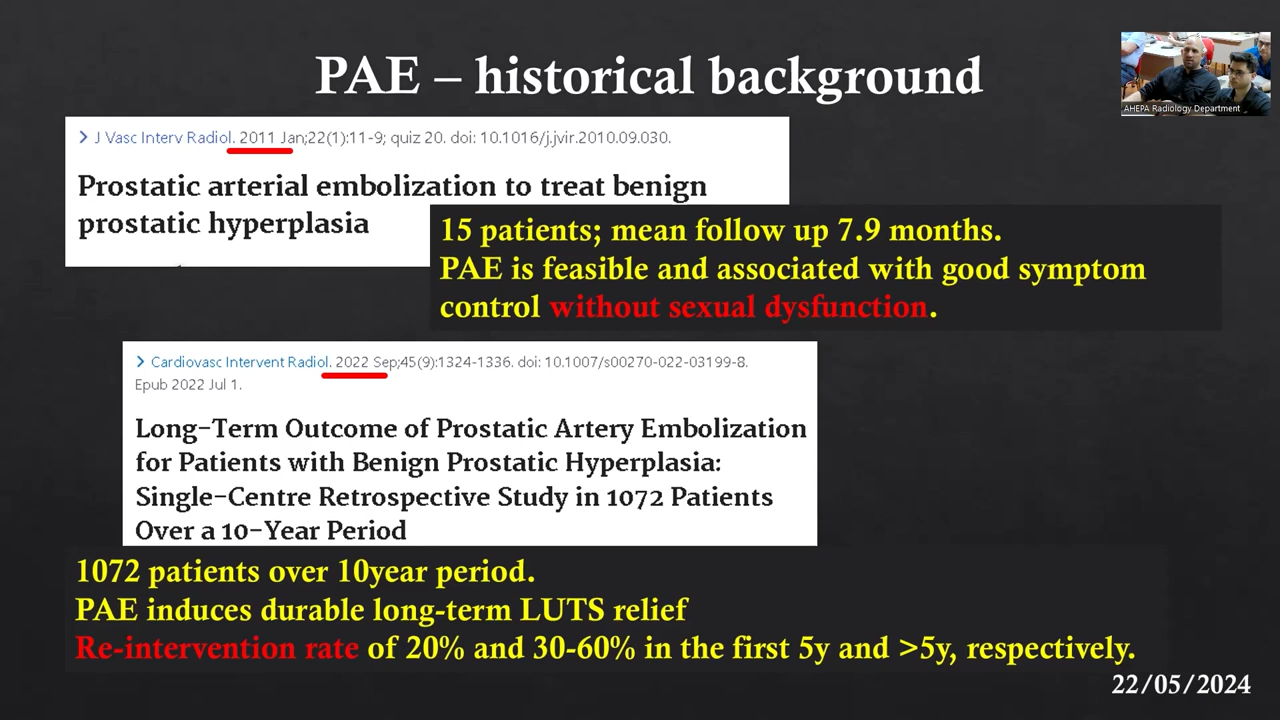 PAE – historical background
AHEPA Radiology Department
> J Vasc Interv Radiol. 2011 Jan;22(1):11-9; quiz 20. doi: 10.1016/j.jvir.2010.09.030.
Prostatic arterial embolization to treat benign
prostatic hyperplasia
15 patients; mean follow up 7.9 months.
PAE is feasible and associated with good symptom
control without sexual dysfunction.
> Cardiovasc Intervent Radiol. 2022 Sep;45(9):1324-1336. doi: 10.1007/s00270-022-03199-8.
Epub 2022 Jul 1.
Long-Term Outcome of Prostatic Artery Embolization
for Patients with Benign Prostatic Hyperplasia:
Single-Centre Retrospective Study in 1072 Patients
Over a 10-Year Period
1072 patients over 10year period.
PAE induces durable long-term LUTS relief
Re-intervention rate of 20% and 30-60% in the first 5y and >5y, respectively.
22/05/2024